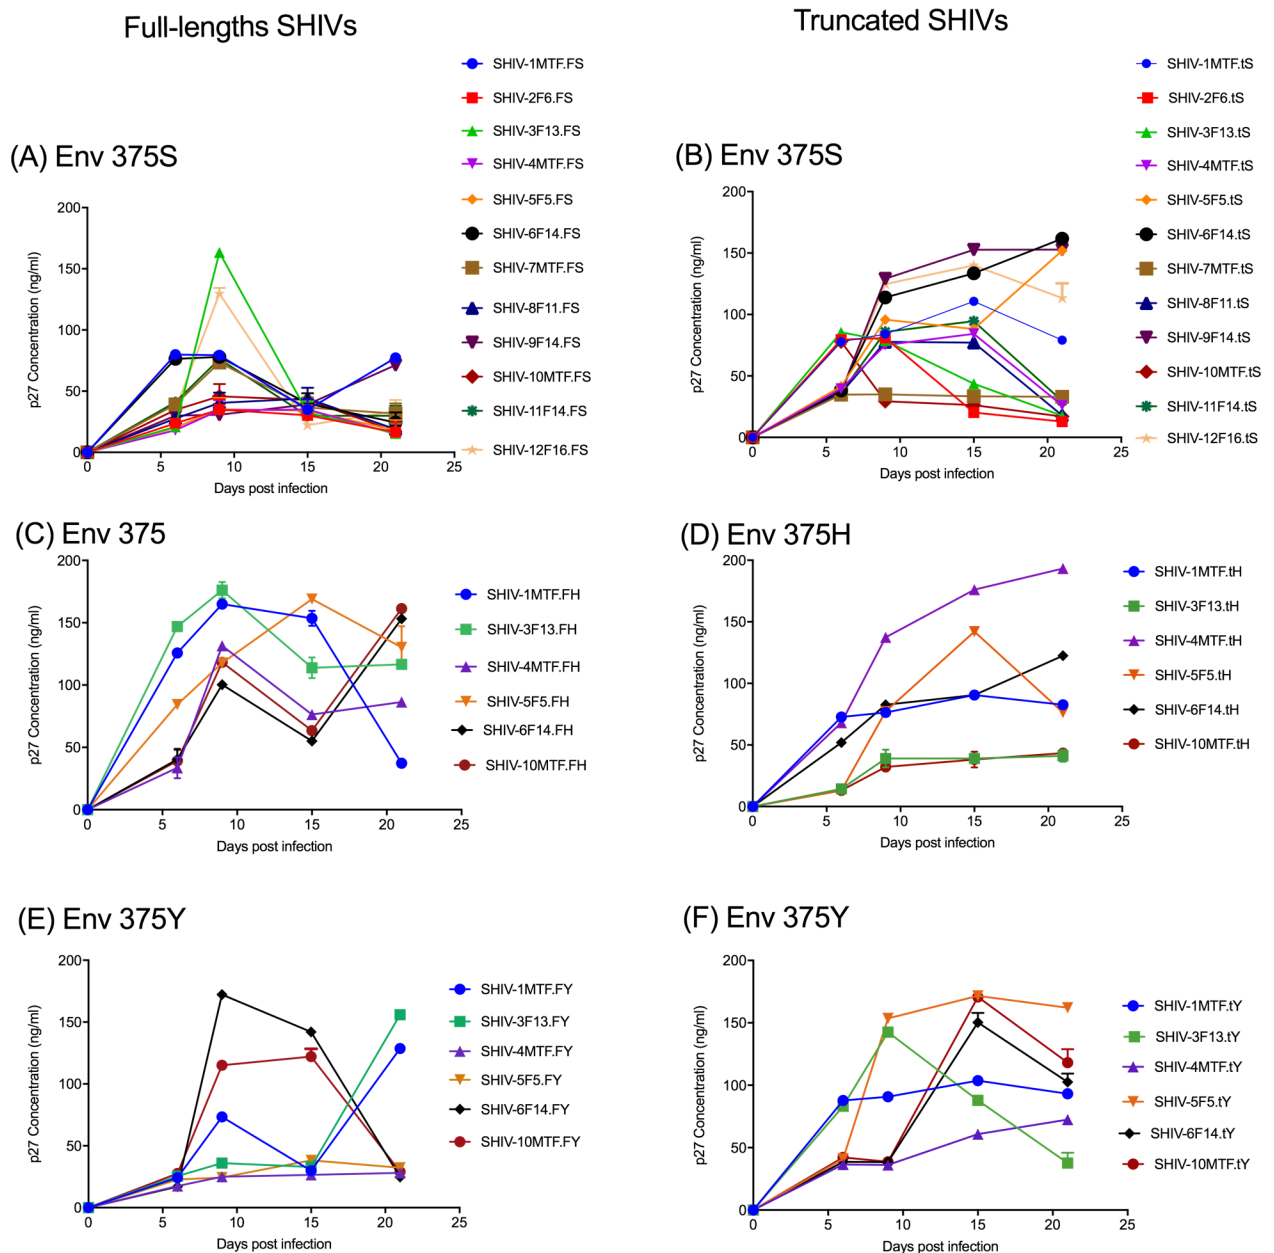 Full-lengths SHIVs
Truncated SHIVs
(A) Env 375S
p27 Concentration (ng/ml)
200
150
100
50
0
0 5 10 15 20 25
Days post infection
SHIV-1MTF.FS
SHIV-2F6.FS
SHIV-3F13.FS
SHIV-4MTF.FS
SHIV-5F5.FS
SHIV-6F14.FS
SHIV-7MTF.FS
SHIV-8F11.FS
SHIV-9F14.FS
SHIV-10MTF.FS
SHIV-11F14.FS
SHIV-12F16.FS
(B) Env 375S
p27 Concentration (ng/ml)
200
150
100
50
0
0 5 10 15 20 25
Days post infection
SHIV-1MTF.tS
SHIV-2F6.tS
SHIV-3F13.tS
SHIV-4MTF.tS
SHIV-5F5.tS
SHIV-6F14.tS
SHIV-7MTF.tS
SHIV-8F11.tS
SHIV-9F14.tS
SHIV-10MTF.tS
SHIV-11F14.tS
SHIV-12F16.tS
(C) Env 375
p27 Concentration (ng/ml)
200
150
100
50
0
0 5 10 15 20 25
Days post infection
SHIV-1MTF.FH
SHIV-3F13.FH
SHIV-4MTF.FH
SHIV-5F5.FH
SHIV-6F14.FH
SHIV-10MTF.FH
(D) Env 375H
p27 Concentration (ng/ml)
200
150
100
50
0
0 5 10 15 20 25
Days post infection
SHIV-1MTF.tH
SHIV-3F13.tH
SHIV-4MTF.tH
SHIV-5F5.tH
SHIV-6F14.tH
SHIV-10MTF.tH
(E) Env 375Y
p27 Concentration (ng/ml)
200
150
100
50
0
0 5 10 15 20 25
Days post infection
SHIV-1MTF.FY
SHIV-3F13.FY
SHIV-4MTF.FY
SHIV-5F5.FY
SHIV-6F14.FY
SHIV-10MTF.FY
(F) Env 375Y
p27 Concentration (ng/ml)
200
150
100
50
0
0 5 10 15 20 25
Days post infection
SHIV-1MTF.tY
SHIV-3F13.tY
SHIV-4MTF.tY
SHIV-5F5.tY
SHIV-6F14.tY
SHIV-10MTF.tY